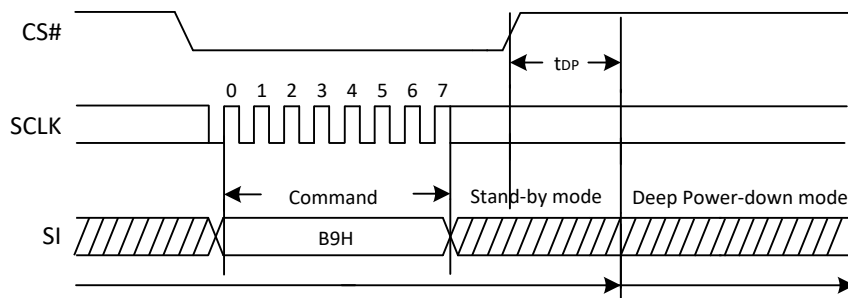 CS#
tDP
0 1 2 3 4 5 6 7
SCLK
Command Stand-by mode Deep Power-down mode
SI B9H